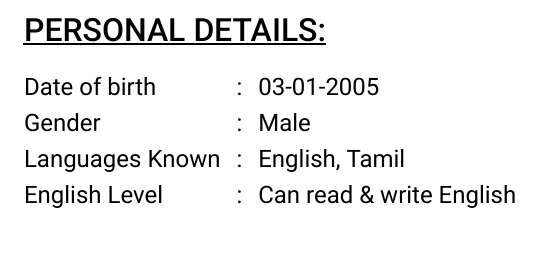 PERSONAL DETAILS:
Date of birth : 03-01-2005
Gender : Male
Languages Known : English, Tamil
English Level : Can read & write English